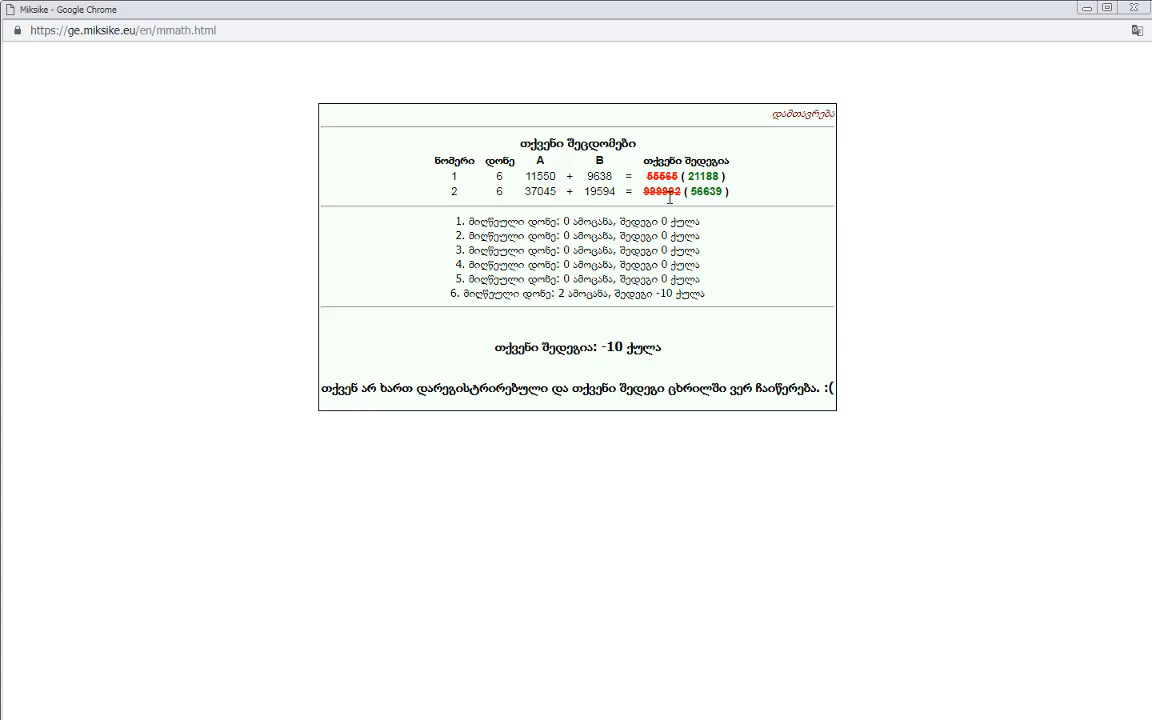 Miksike - Google Chrome
https://ge.miksike.eu/en/mmath.html
დამთავრება
თქვენი შეცდომები
ნომერი დონე A B თქვენი შედეგია
1 6 11550 + 9638 = 55565 ( 21188 )
2 6 37045 + 19594 = ( 56639 )
1. მიღწეული დონე: 0 ამოცანა, შედეგი 0 ქულა
2. მიღწეული დონე: 0 ამოცანა, შედეგი 0 ქულა
3. მიღწეული დონე: 0 ამოცანა, შედეგი 0 ქულა
4. მიღწეული დონე: 0 ამოცანა, შედეგი 0 ქულა
5. მიღწეული დონე: 0 ამოცანა, შედეგი 0 ქულა
6. მიღწეული დონე: 2 ამოცანა, შედეგი -10 ქულა
თქვენი შედეგია: -10 ქულა
თქვენ არ ხართ დარეგისტრირებული და თქვენი შედეგი ცხრილში ვერ ჩაიწერება. :(